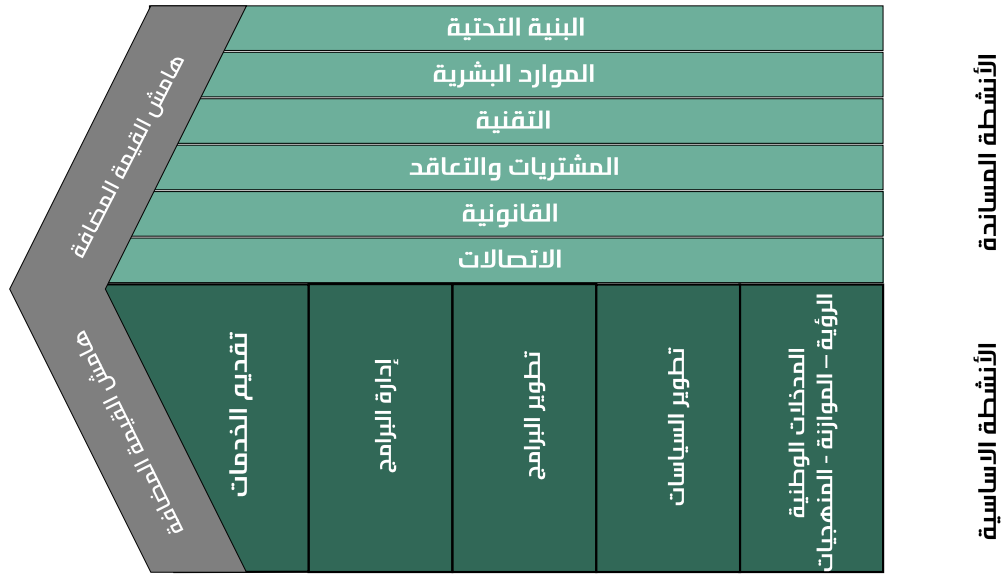 الأنشطة المساندة
البنية التحتية
الموارد البشرية
التقنية
المشتريات والتعاقد
القانونية
الاتصالات
الأنشطة الاساسية
المدخلات الوطنية
الرؤية – الموازنة - المنهجيات
تطوير السياسات
تطوير البرامج
إدارة البرامج
تقديم الخدمات
هامش القيمة المضافة
هامش القيمة المضافة